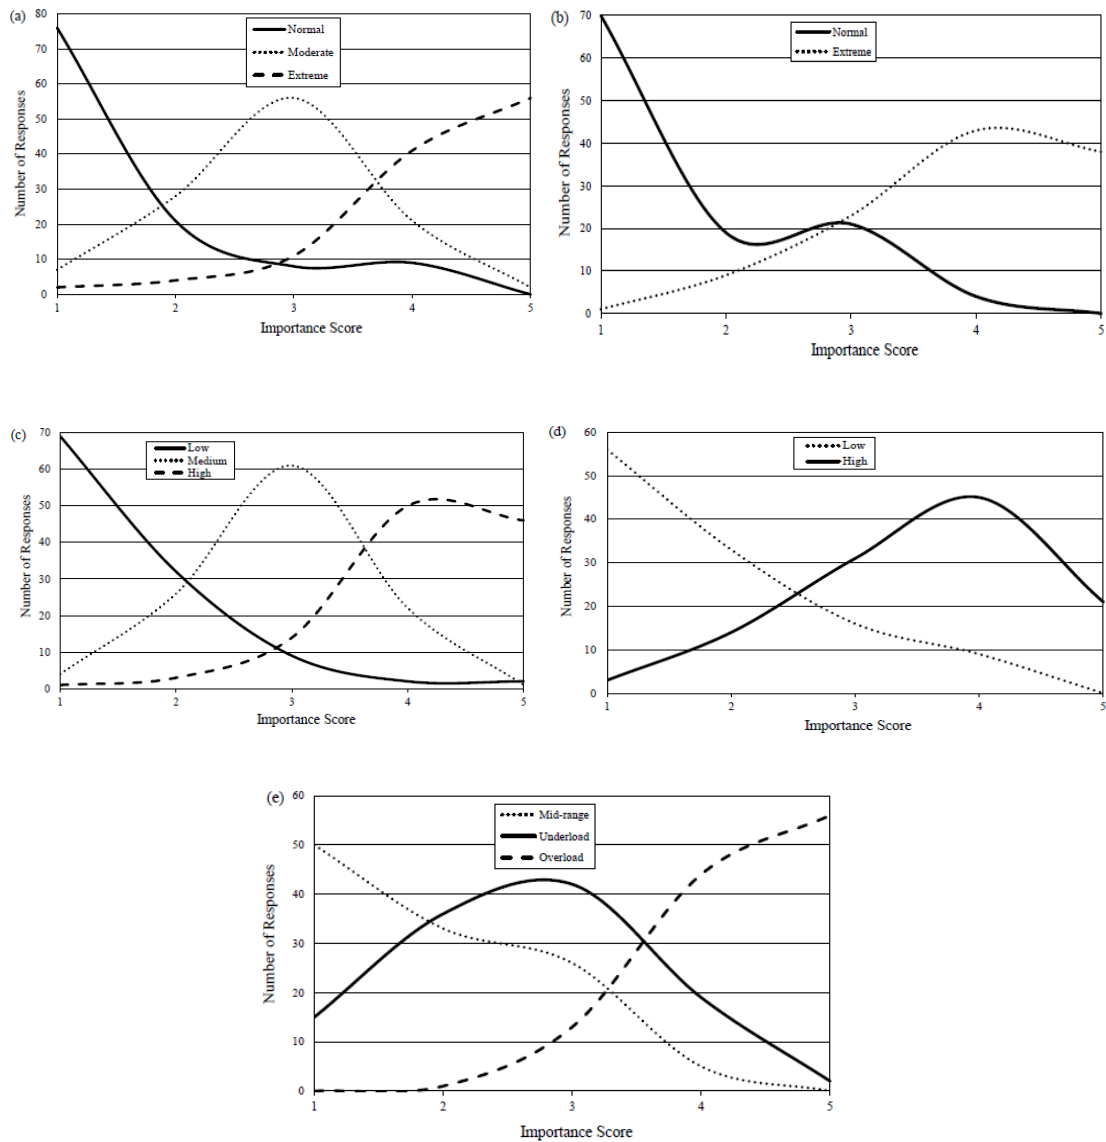 (a)
80
70
60
50
40
30
20
10
0
Number of Responses
Normal
Moderate
Extreme
1 2 3 4 5
Importance Score
(b)
70
60
50
40
30
20
10
0
Number of Responses
Normal
Extreme
1 2 3 4 5
Importance Score
(c)
70
60
50
40
30
20
10
0
Number of Responses
Low
Medium
High
1 2 3 4 5
Importance Score
(d)
60
50
40
30
20
10
0
Number of Responses
Low
High
1 2 3 4 5
Importance Score
(e)
60
50
40
30
20
10
0
Number of Responses
Mid-range
Underload
Overload
1 2 3 4 5
Importance Score